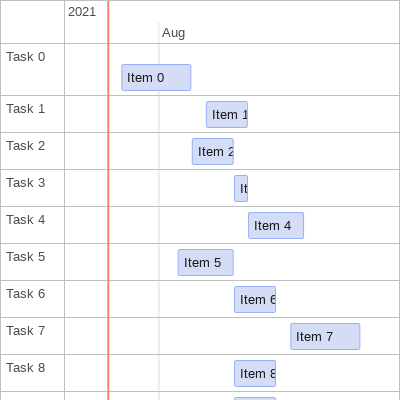 2021
Aug
Task 0
Item 0
Task 1
Item 1
Task 2
Item 2
Task 3
It
Task 4
Item 4
Task 5
Item 5
Task 6
Item 6
Task 7
Item 7
Task 8
Item 8